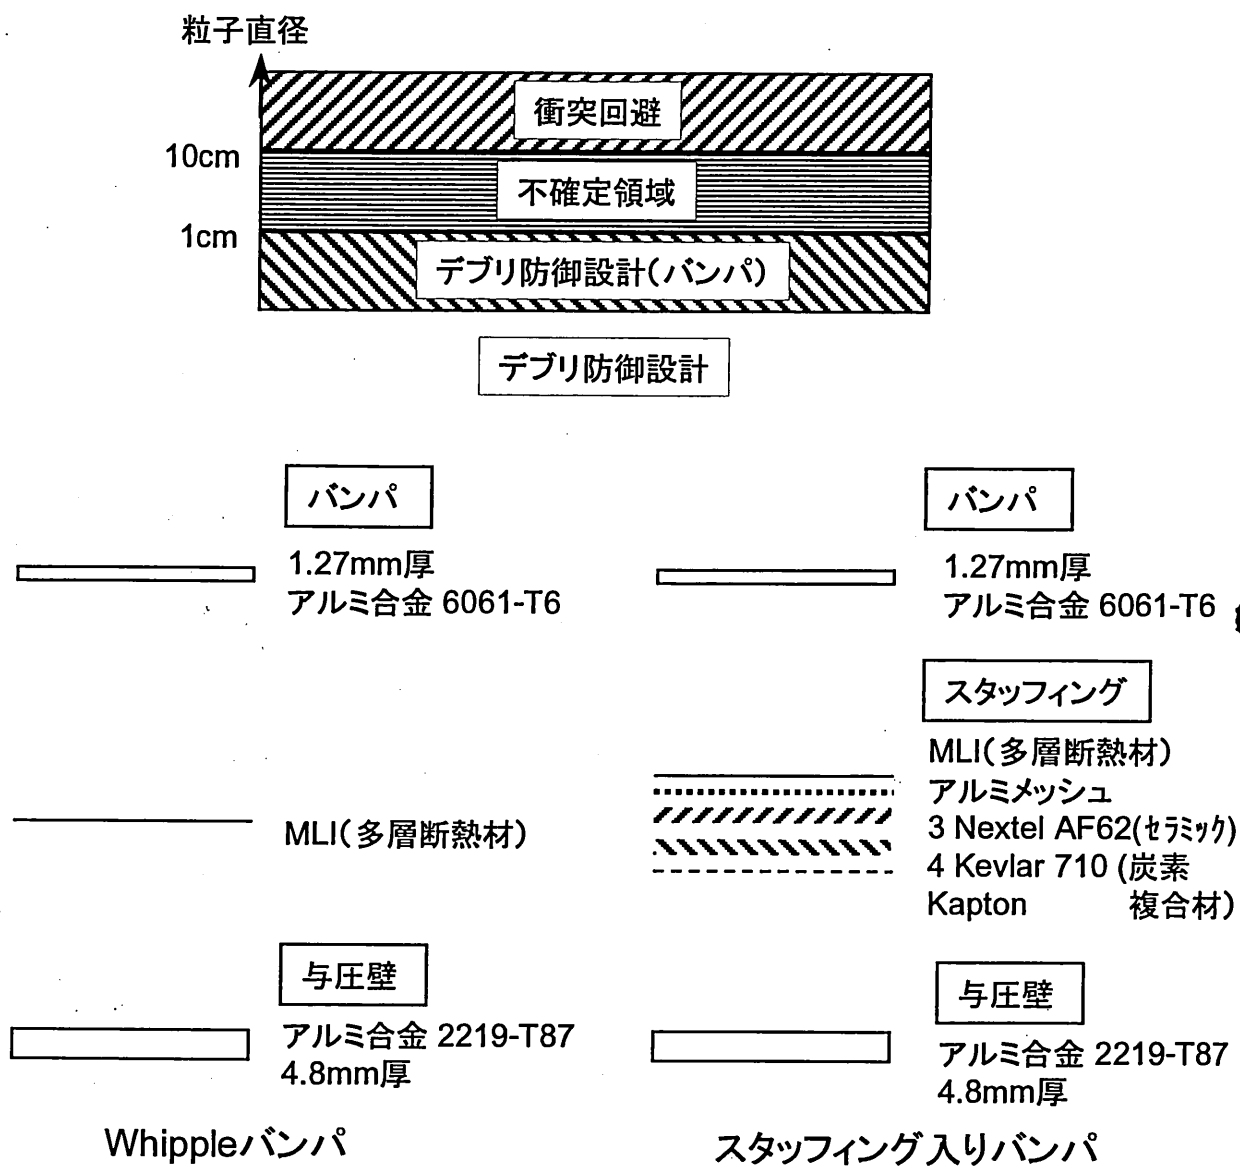 粒子直径
衝突回避
10cm
不確定領域
1cm
デブリ防御設計(バンパ)
デブリ防御設計
バンパ
1.27mm厚
アルミ合金 6061-T6
MLI(多層断熱材)
与圧壁
アルミ合金 2219-T87
4.8mm厚
Whippleバンパ
バンパ
1.27mm厚
アルミ合金 6061-T6
スタッフィング
MLI(多層断熱材)
アルミメッシュ
3 Nextel AF62(セラミック)
4 Kevlar 710 (炭素
Kapton 複合材)
与圧壁
アルミ合金 2219-T87
4.8mm厚
スタッフィング入りバンパ